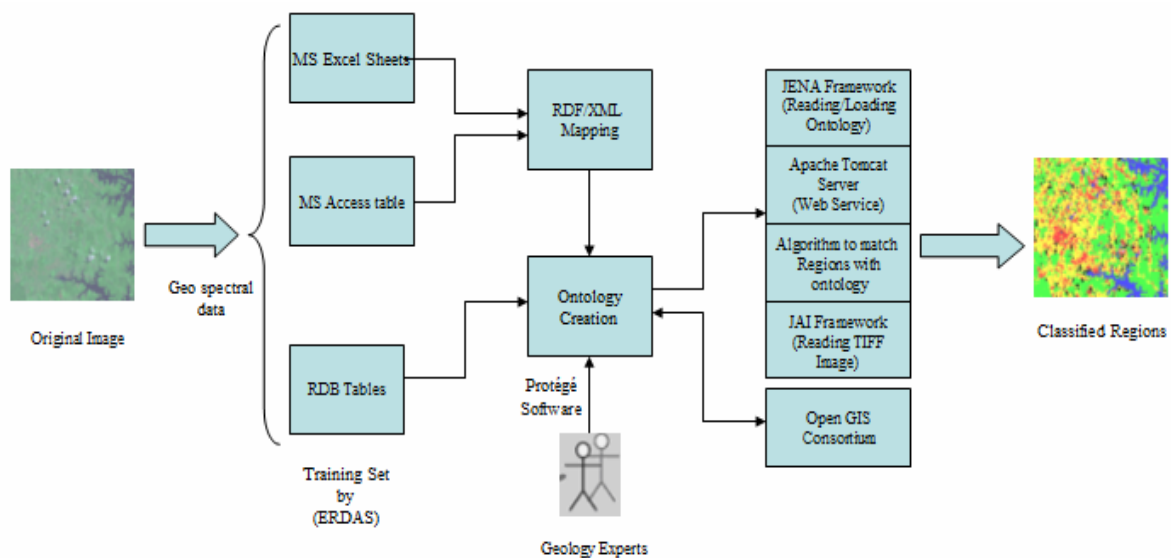 Original Image
Geo spectral
data
MS Excel Sheets
MS Access table
RDB Tables
Training Set
by
(ERDAS)
RDF/XML
Mapping
Ontology
Creation
Protégé
Software
Geology Experts
JENA Framework
(Reading/Loading
Ontology)
Apache Tomcat
Server
(Web Service)
Algorithm to match
Regions with
ontology
JAI Framework
(Reading TIFF
Image)
Open GIS
Consortium
Classified Regions